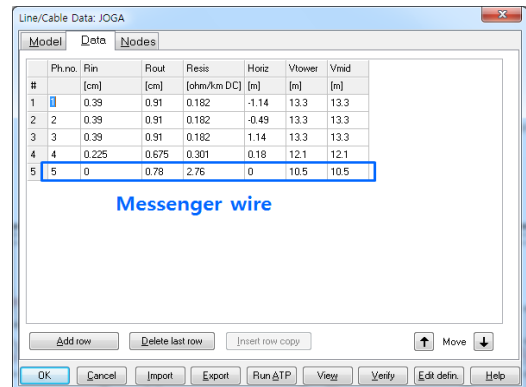 Line/Cable Data: JOGA
Model Data Nodes
Ph.no. Rin Rout Resis Horiz Vtower Vmid
# [cm] [cm] [ohm/km DC] [m] [m] [m]
1 1 0.39 0.91 0.182 -1.14 13.3 13.3
2 2 0.39 0.91 0.182 -0.49 13.3 13.3
3 3 0.39 0.91 0.182 1.14 13.3 13.3
4 4 0.225 0.675 0.301 0.18 12.1 12.1
5 5 0 0.78 2.76 0 10.5 10.5
Messenger wire
Add row Delete last row Insert row copy Move
OK Cancel Import Export Run ATP View Verify Edit defin. Help